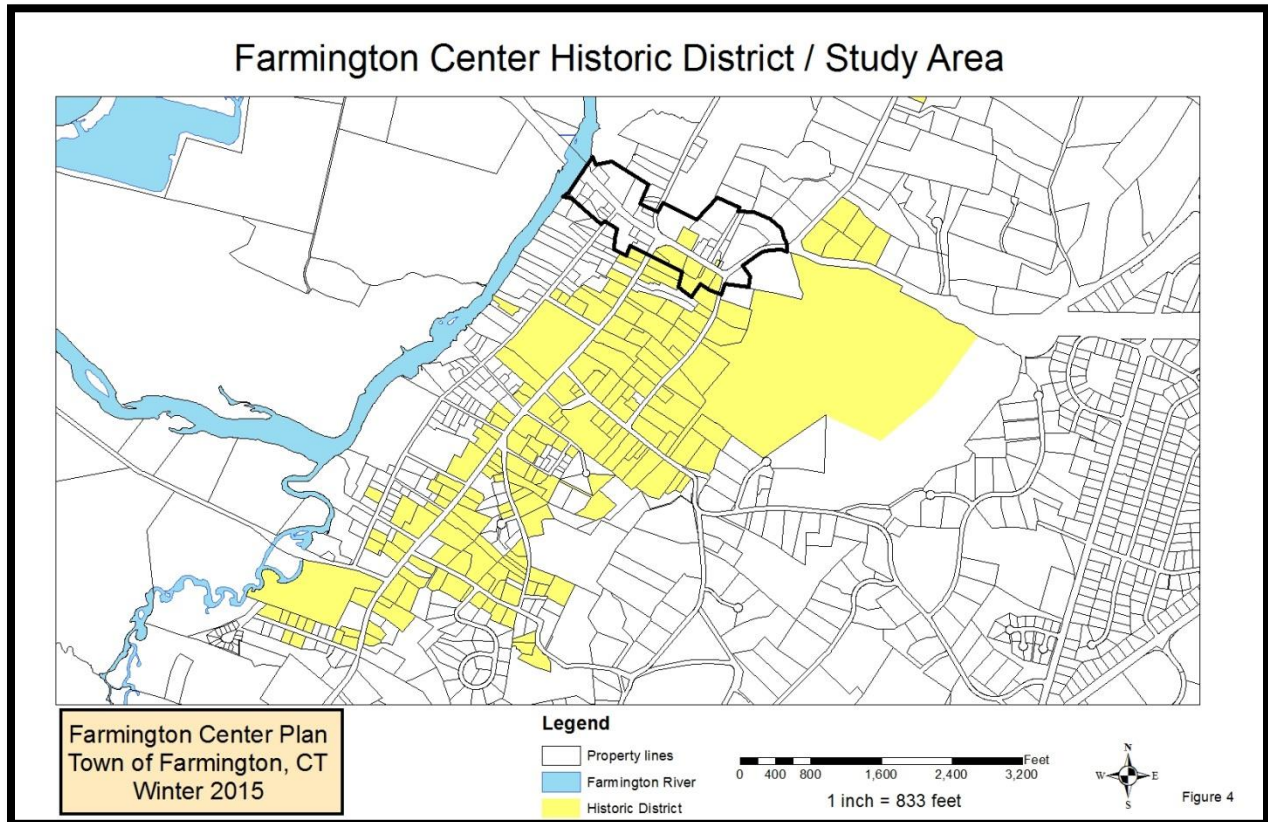 Farmington Center Historic District / Study Area
Farmington Center Plan
Town of Farmington, CT
Winter 2015
Legend
Property lines
Farmington River
Historic District
Feet
0 400 800 1,600 2,400 3,200
1 inch = 833 feet
N
W E
S
Figure 4